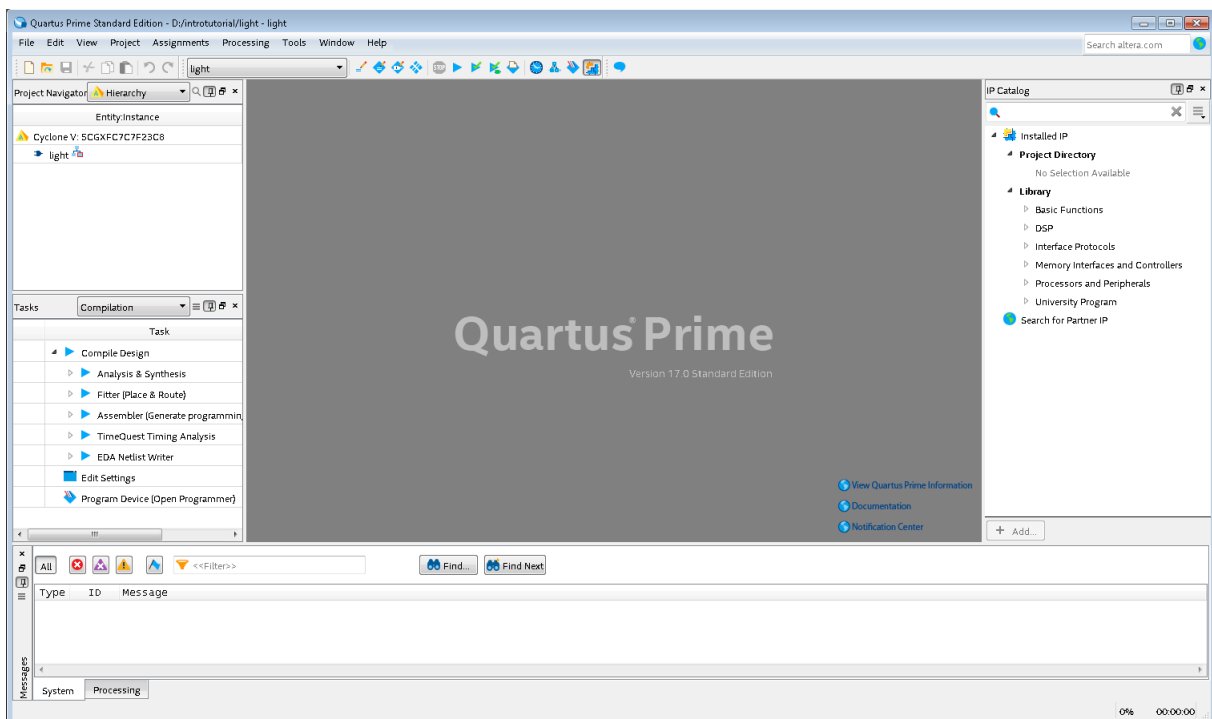 Quartus Prime Standard Edition - D:/introtutorial/light - light
File Edit View Project Assignments Processing Tools Window Help
Search altera.com
light
Project Navigator Hierarchy
Entity:Instance
Cyclone V: 5CGXFC7C7F23C8
light
Tasks Compilation
Task
Compile Design
Analysis & Synthesis
Fitter (Place & Route)
Assembler (Generate programmin
TimeQuest Timing Analysis
EDA Netlist Writer
Edit Settings
Program Device (Open Programmer)
Quartus® Prime
Version 17.0 Standard Edition
View Quartus Prime Information
Documentation
Notification Center
IP Catalog
Installed IP
Project Directory
No Selection Available
Library
Basic Functions
DSP
Interface Protocols
Memory Interfaces and Controllers
Processors and Peripherals
University Program
Search for Partner IP
+ Add...
All <<Filter>> Find... Find Next
Type ID Message
Messages
System Processing
0% 00:00:00